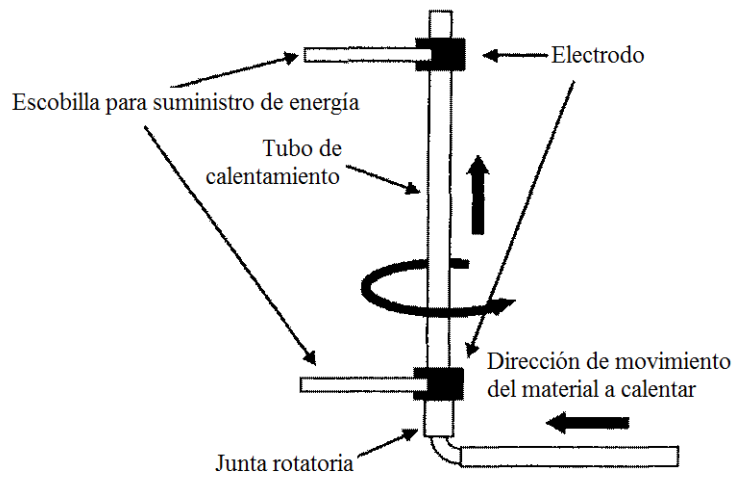 Electrodo
Escobilla para suministro de energía
Tubo de
calentamiento
Dirección de movimiento
del material a calentar
Junta rotatoria